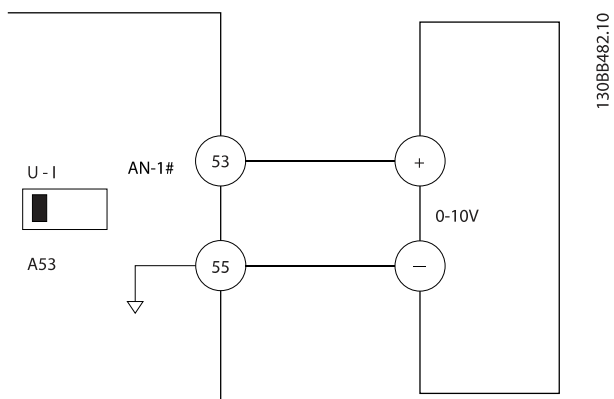 130BB482.10
U - I
AN-1#
53
+
0-10V
A53
55
—